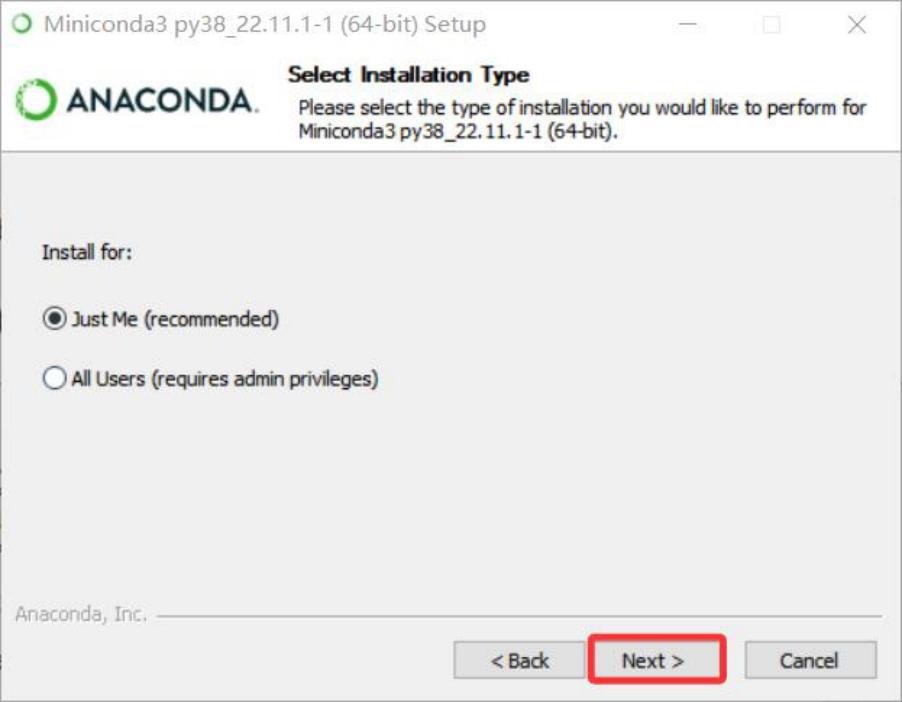 Miniconda3 py38_22.11.1-1 (64-bit) Setup
ANACONDA.
Select Installation Type
Please select the type of installation you would like to perform for
Miniconda3 py38_22.11.1-1 (64-bit).
Install for:
Just Me (recommended)
All Users (requires admin privileges)
Anaconda, Inc.
< Back
Next >
Cancel